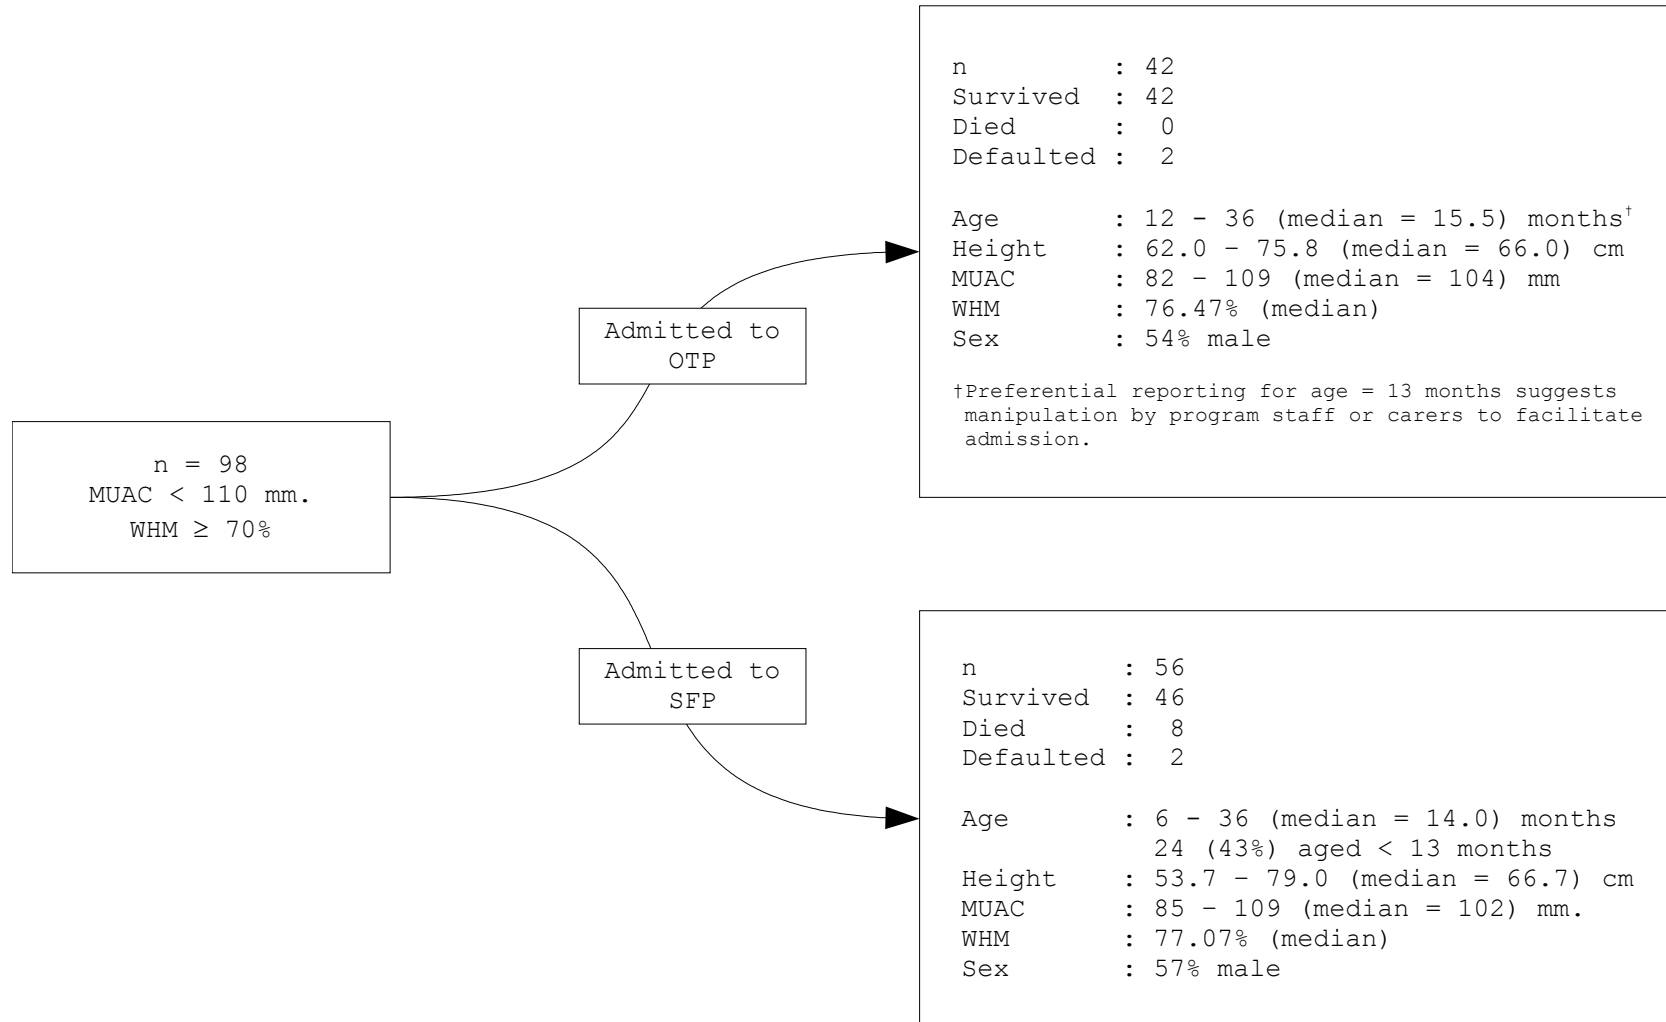 n = 98
MUAC < 110 mm.
WHM ≥ 70%
Admitted to
OTP
n : 42
Survived : 42
Died : 0
Defaulted : 2
Age : 12 - 36 (median = 15.5) months†
Height : 62.0 – 75.8 (median = 66.0) cm
MUAC : 82 – 109 (median = 104) mm
WHM : 76.47% (median)
Sex : 54% male
†Preferential reporting for age = 13 months suggests
manipulation by program staff or carers to facilitate
admission.
Admitted to
SFP
n : 56
Survived : 46
Died : 8
Defaulted : 2
Age : 6 - 36 (median = 14.0) months
24 (43%) aged < 13 months
Height : 53.7 – 79.0 (median = 66.7) cm
MUAC : 85 – 109 (median = 102) mm.
WHM : 77.07% (median)
Sex : 57% male